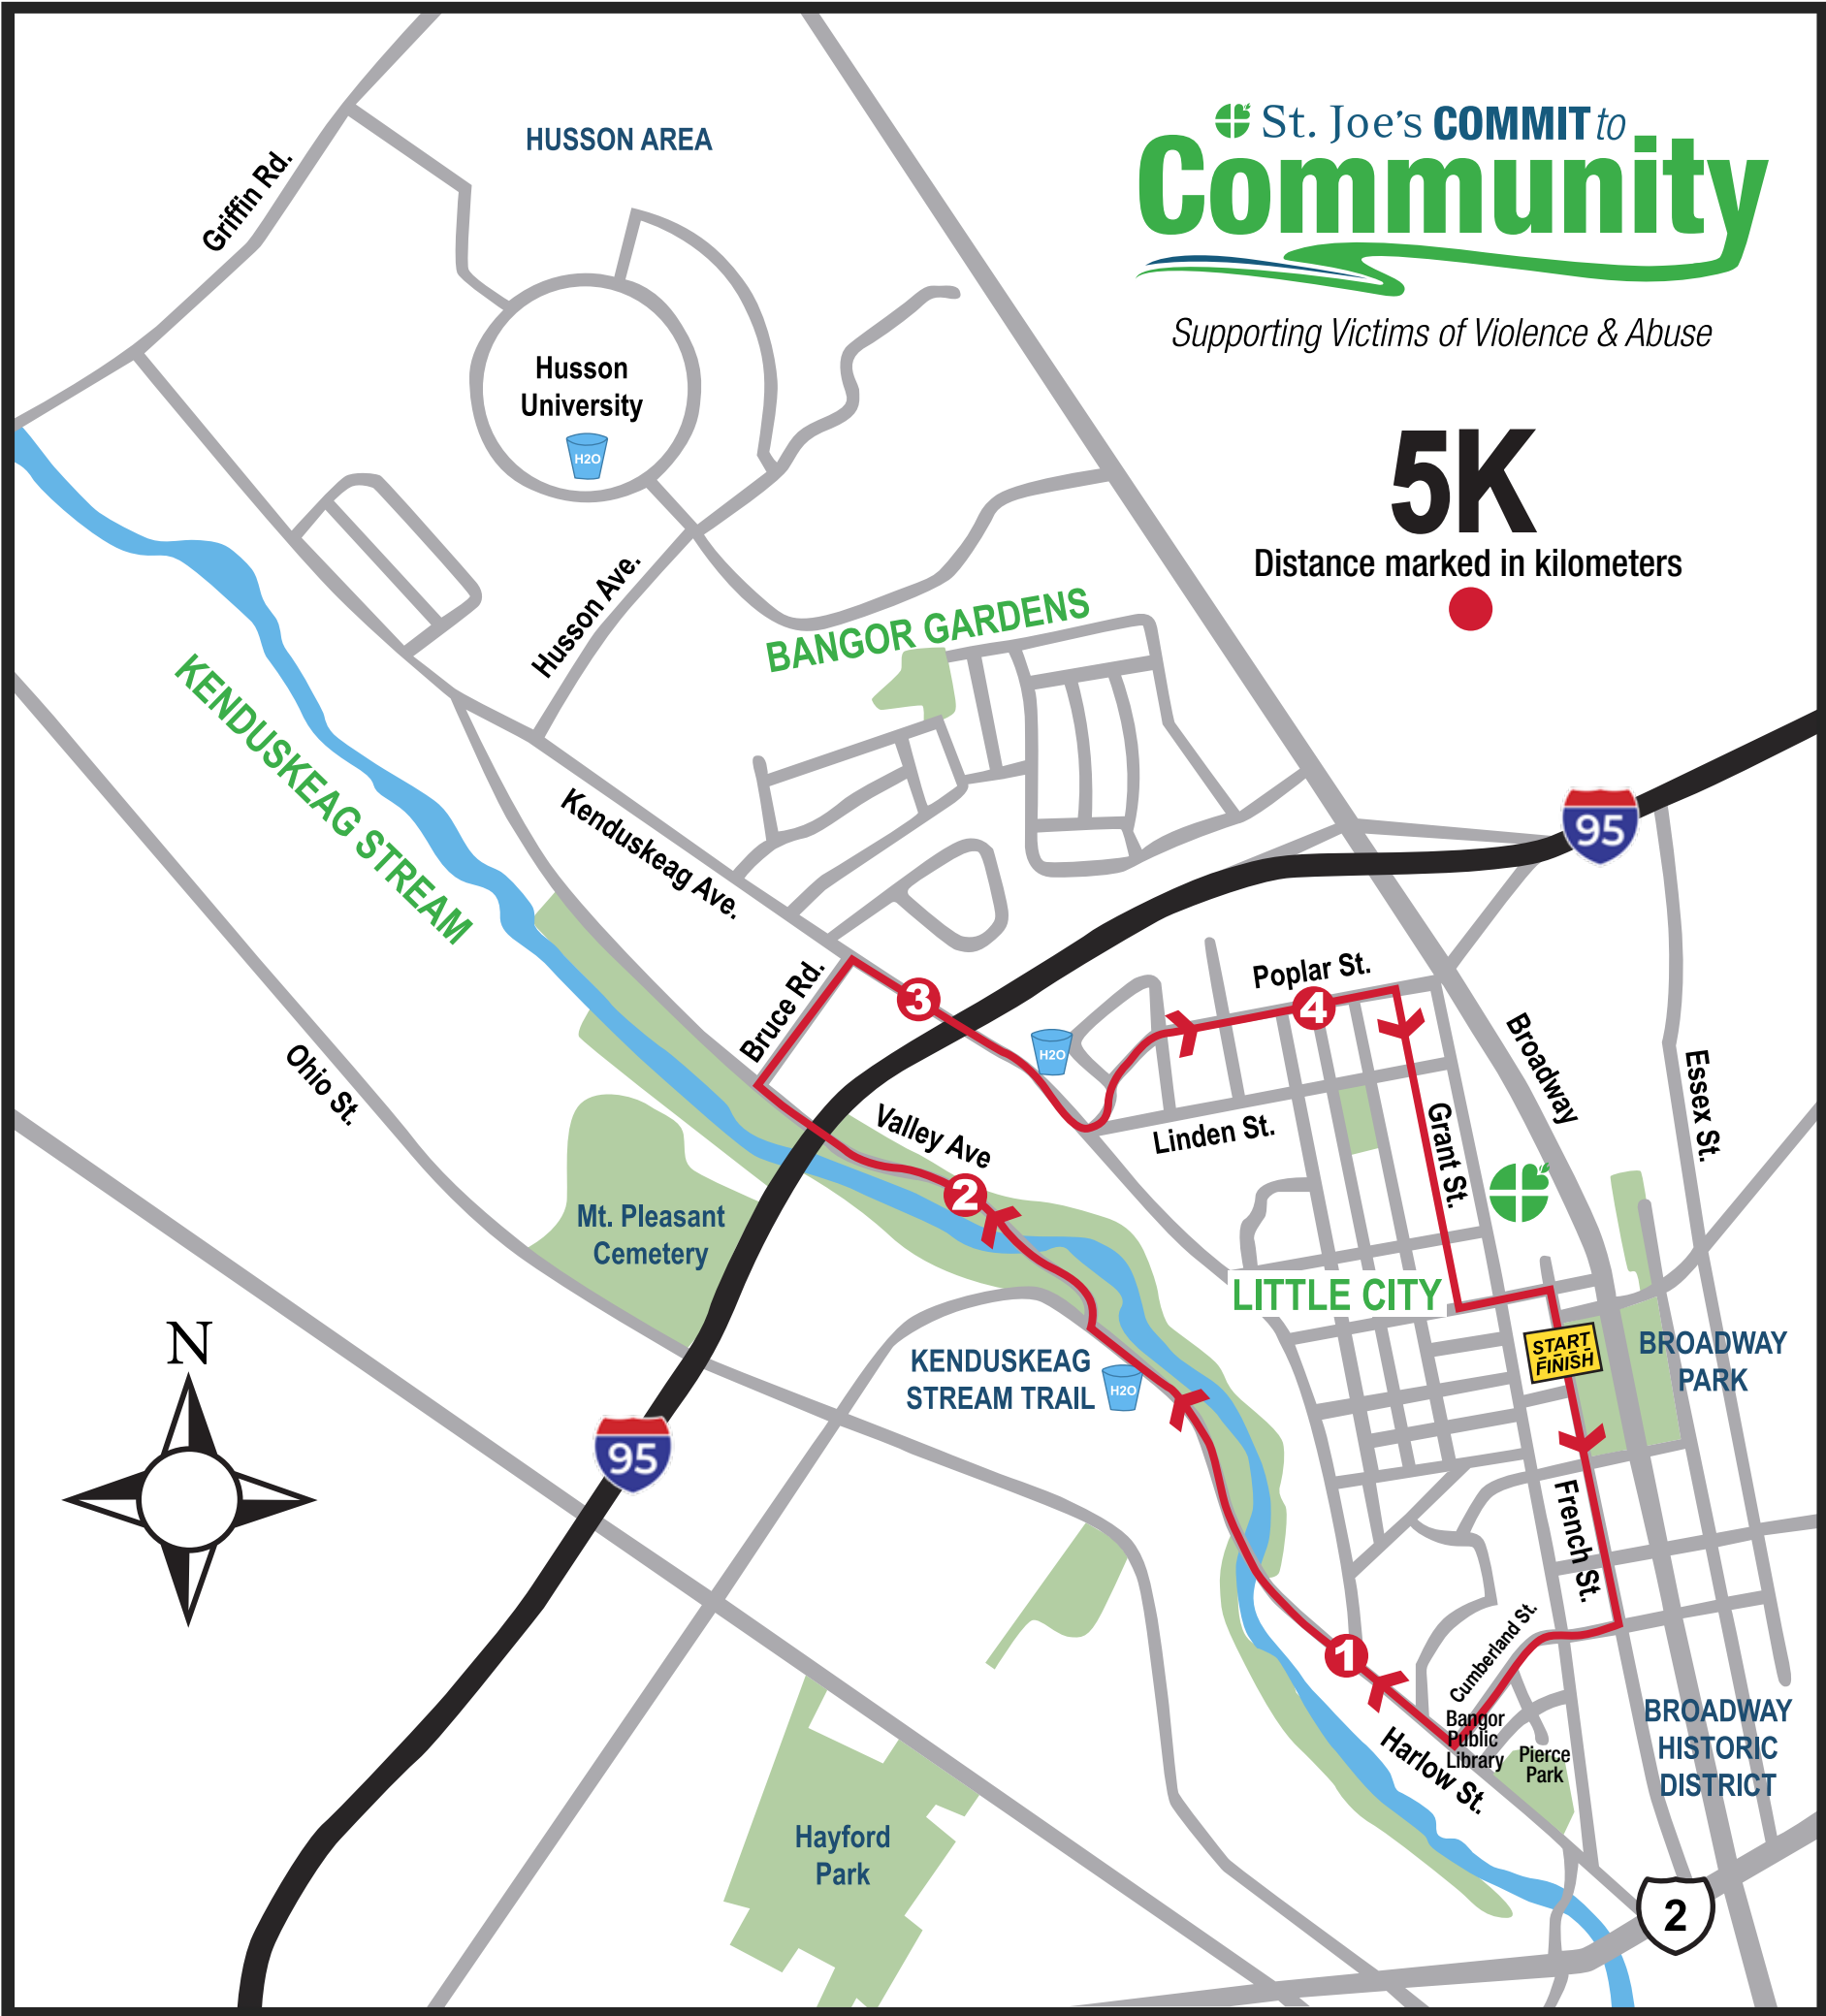 St. Joe's COMMIT to
Community
Supporting Victims of Violence & Abuse
5K
Distance marked in kilometers
HUSSON AREA
Griffin Rd.
Husson
University
H2O
Husson Ave.
BANGOR GARDENS
KENDUSKEAG STREAM
Kenduskeag Ave.
95
Bruce Rd.
3
Poplar St.
4
H2O
Broadway
Essex St.
Ohio St.
Valley Ave
Linden St.
Grant St.
2
Mt. Pleasant
Cemetery
LITTLE CITY
N
START
FINISH
BROADWAY
PARK
KENDUSKEAG
STREAM TRAIL
H2O
95
French St.
Cumberland St.
1
Bangor
Public
Library
Harlow St.
Pierce
Park
BROADWAY
HISTORIC
DISTRICT
Hayford
Park
2